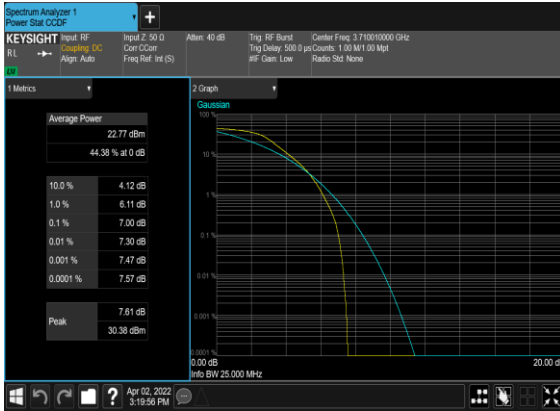 Spectrum Analyzer 1
Power Stat CCDF
KEYSIGHT
RL
Input: RF
Coupling: DC
Align: Auto
Input Z: 50 Ω
Corr CCorr
Freq Ref: Int (S)
Atten: 40 dB
Trig: RF Burst
Trig Delay: 500.0 µs
#IF Gain: Low
Center Freq: 3.710010000 GHz
Counts: 1.00 M/1.00 Mpt
Radio Std: None
1 Metrics
Average Power
22.77 dBm
44.38 % at 0 dB
10.0 % 4.12 dB
1.0 % 6.11 dB
0.1 % 7.00 dB
0.01 % 7.30 dB
0.001 % 7.47 dB
0.0001 % 7.57 dB
Peak
7.61 dB
30.38 dBm
2 Graph
Gaussian
100 %
10 %
1 %
0.1 %
0.01 %
0.001 %
0.0001 %
0.00 dB
20.00 d
Info BW 25.000 MHz
?
Apr 02, 2022
3:19:56 PM